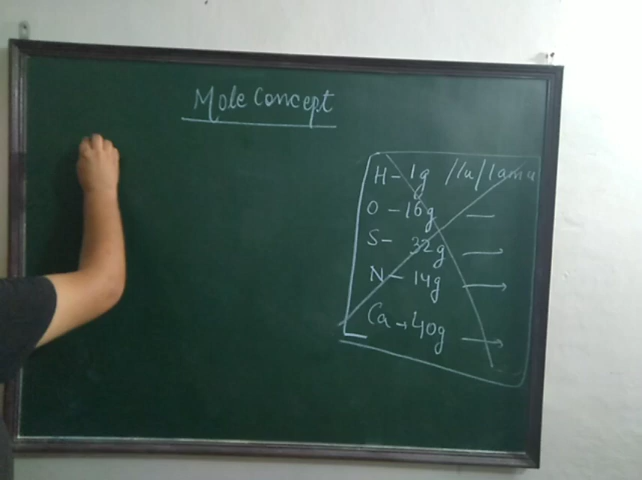 Mole Concept
H - 1g /1u/1amu
O - 16g —
S - 32g →
N - 14g →
Ca → 40g →